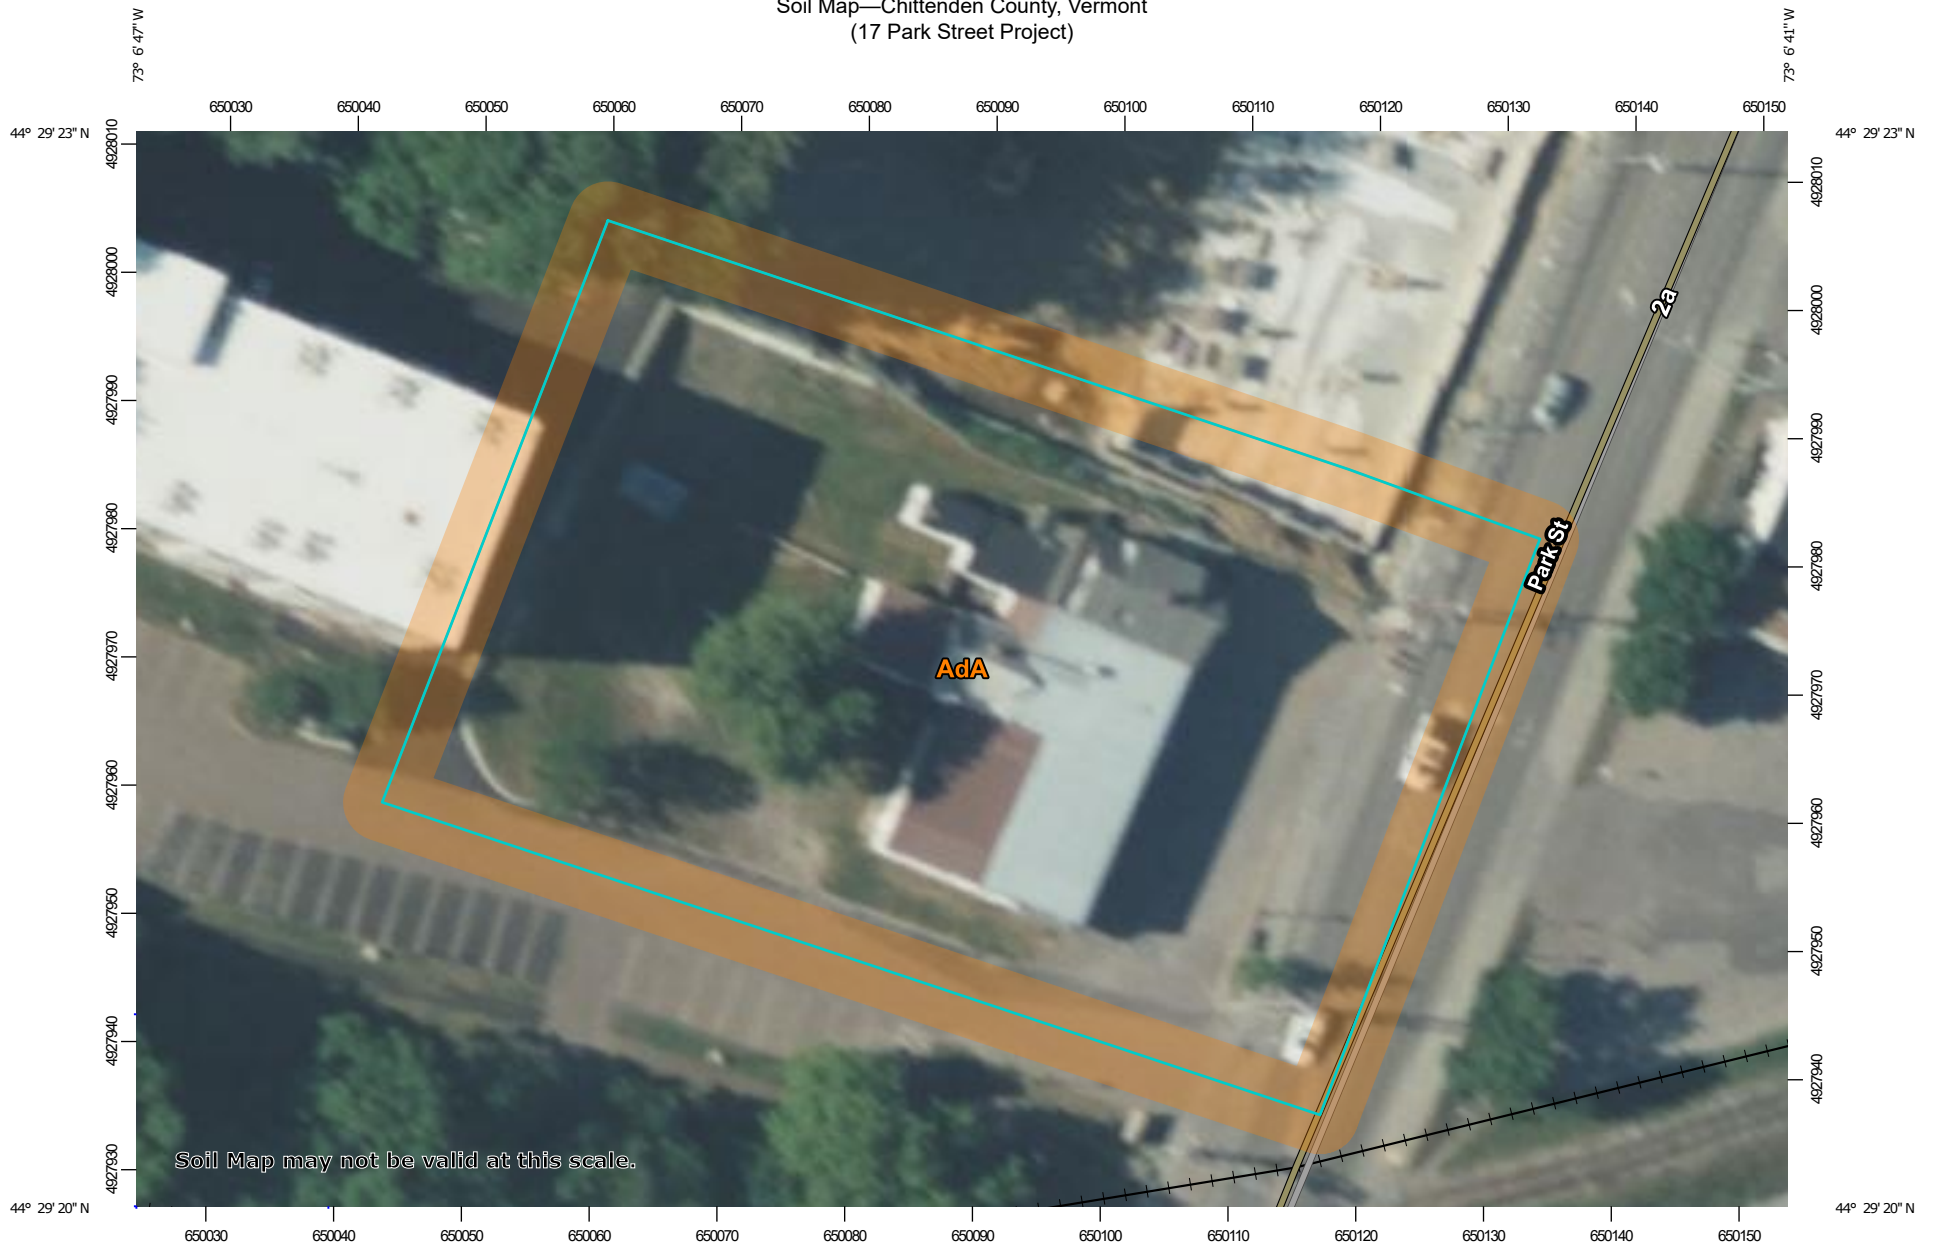 Soil Map—Chittenden County, Vermont
(17 Park Street Project)
73° 6' 47'' W
73° 6' 41'' W
650030 650040 650050 650060 650070 650080 650090 650100 650110 650120 650130 650140 650150
44° 29' 23'' N
44° 29' 23'' N
4928010
4928000
4927990
4927980
4927970
4927960
4927950
4927940
4927930
4928010
4928000
4927990
4927980
4927970
4927960
4927950
4927940
2a
Park St
AdA
Soil Map may not be valid at this scale.
44° 29' 20'' N
44° 29' 20'' N
650030 650040 650050 650060 650070 650080 650090 650100 650110 650120 650130 650140 650150